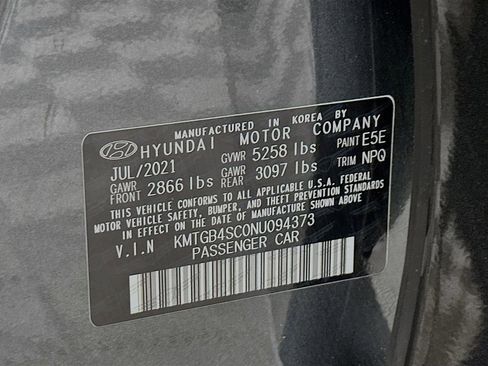 MANUFACTURED IN KOREA BY
HYUNDAI MOTOR COMPANY
JUL/2021 GVWR 5258 lbs PAINT E5E
GAWR FRONT 2866 lbs GAWR REAR 3097 lbs TRIM NPQ
THIS VEHICLE CONFORMS TO ALL APPLICABLE U.S.A. FEDERAL
MOTOR VEHICLE SAFETY, BUMPER, AND THEFT PREVENTION
STANDARDS IN EFFECT ON THE DATE OF MANUFACTURE SHOWN ABOVE
V.I.N KMTGB4SC0NU094373
PASSENGER CAR